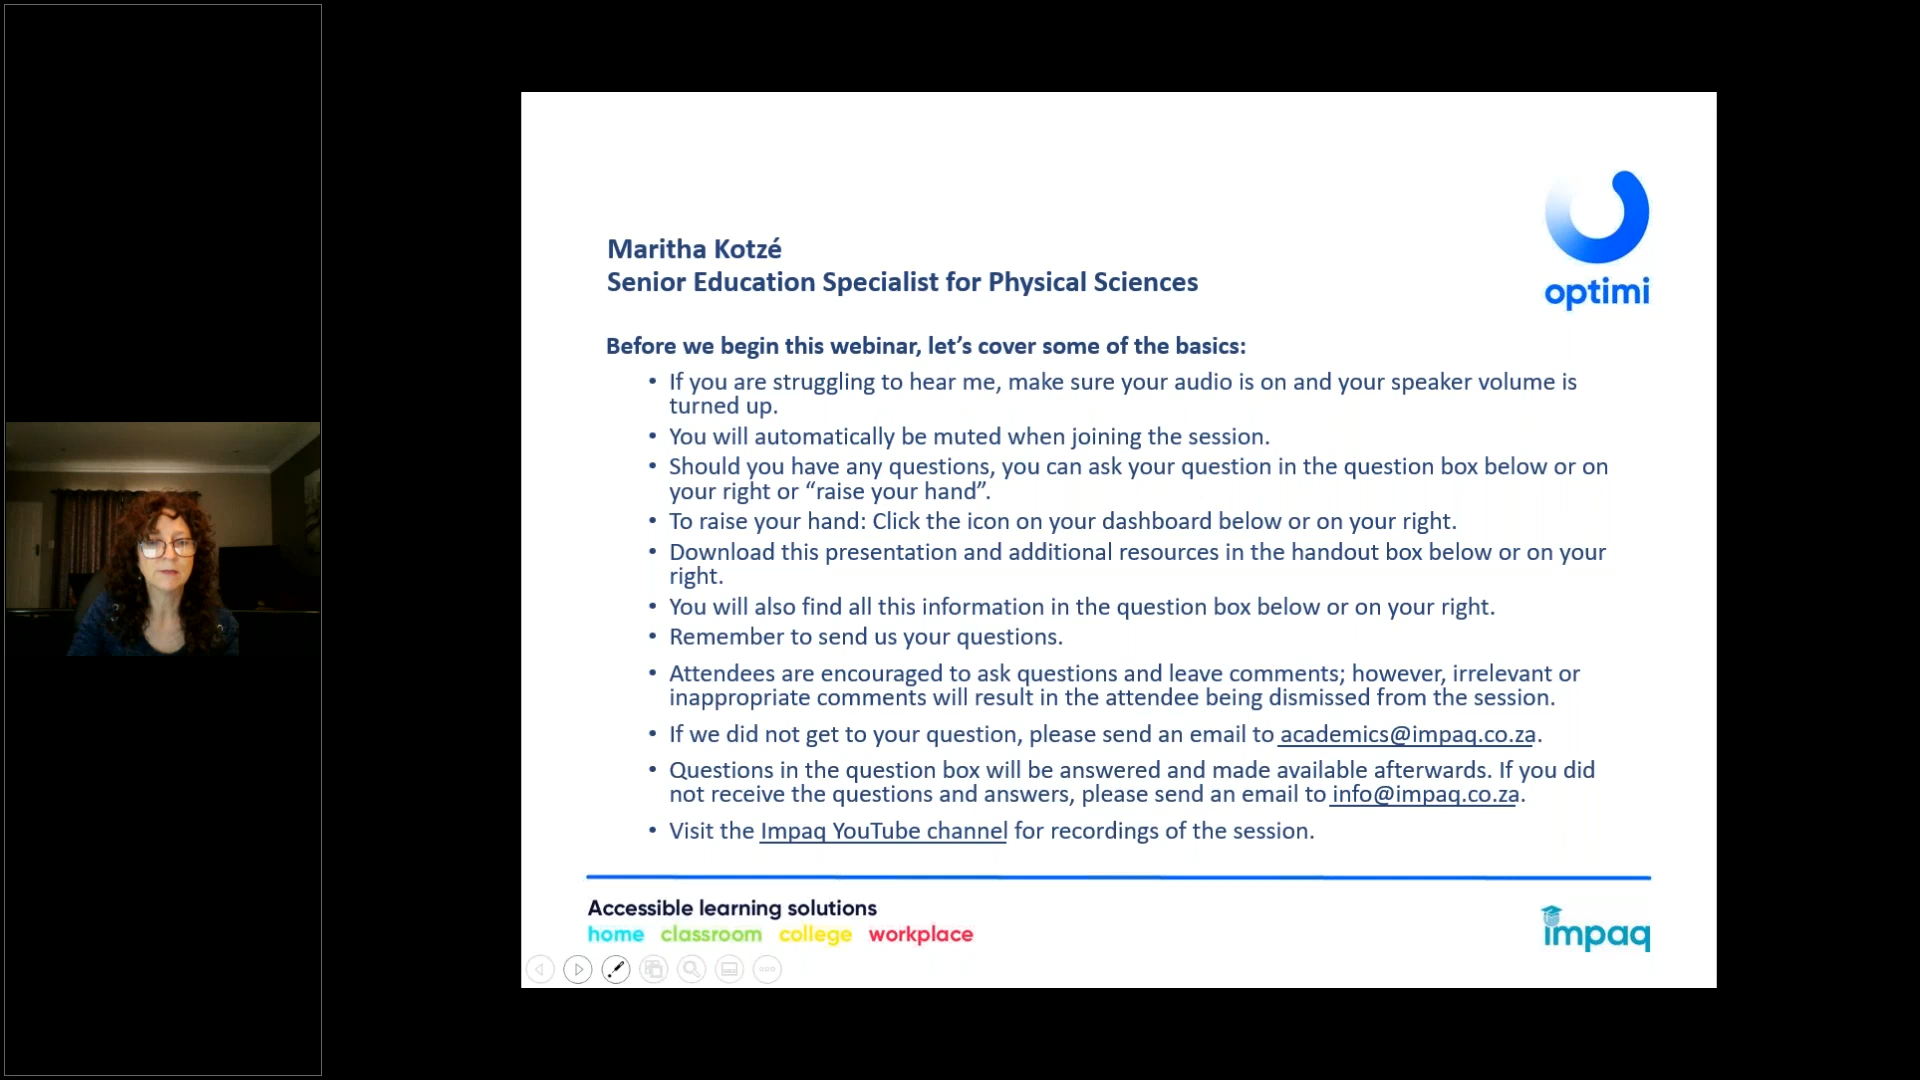 Maritha Kotzé
Senior Education Specialist for Physical Sciences
optimi
Before we begin this webinar, let’s cover some of the basics:
• If you are struggling to hear me, make sure your audio is on and your speaker volume is
turned up.
• You will automatically be muted when joining the session.
• Should you have any questions, you can ask your question in the question box below or on
your right or “raise your hand”.
• To raise your hand: Click the icon on your dashboard below or on your right.
• Download this presentation and additional resources in the handout box below or on your
right.
• You will also find all this information in the question box below or on your right.
• Remember to send us your questions.
• Attendees are encouraged to ask questions and leave comments; however, irrelevant or
inappropriate comments will result in the attendee being dismissed from the session.
• If we did not get to your question, please send an email to academics@impaq.co.za.
• Questions in the question box will be answered and made available afterwards. If you did
not receive the questions and answers, please send an email to info@impaq.co.za.
• Visit the Impaq YouTube channel for recordings of the session.
Accessible learning solutions
home classroom college workplace
impaq